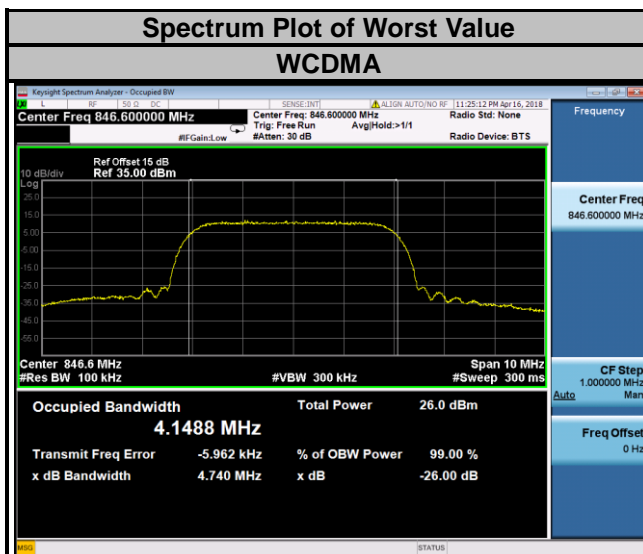 Spectrum Plot of Worst Value
WCDMA
Keysight Spectrum Analyzer - Occupied BW
L RF 50 Ω DC SENSE:INT ALIGN AUTO/NO RF 11:25:12 PM Apr 16, 2018
Center Freq 846.600000 MHz
Center Freq: 846.600000 MHz Radio Std: None
Trig: Free Run Avg|Hold:>1/1
#IFGain:Low #Atten: 30 dB Radio Device: BTS
Frequency
Ref Offset 15 dB
10 dB/div Ref 35.00 dBm
Log
25.0
15.0
5.00
-5.00
-15.0
-25.0
-35.0
-45.0
-55.0
Center 846.6 MHz Span 10 MHz
#Res BW 100 kHz #VBW 300 kHz #Sweep 300 ms
Center Freq
846.600000 MHz
CF Step
1.000000 MHz
Auto Man
Freq Offset
0 Hz
Occupied Bandwidth Total Power 26.0 dBm
4.1488 MHz
Transmit Freq Error -5.962 kHz % of OBW Power 99.00 %
x dB Bandwidth 4.740 MHz x dB -26.00 dB
MSG STATUS